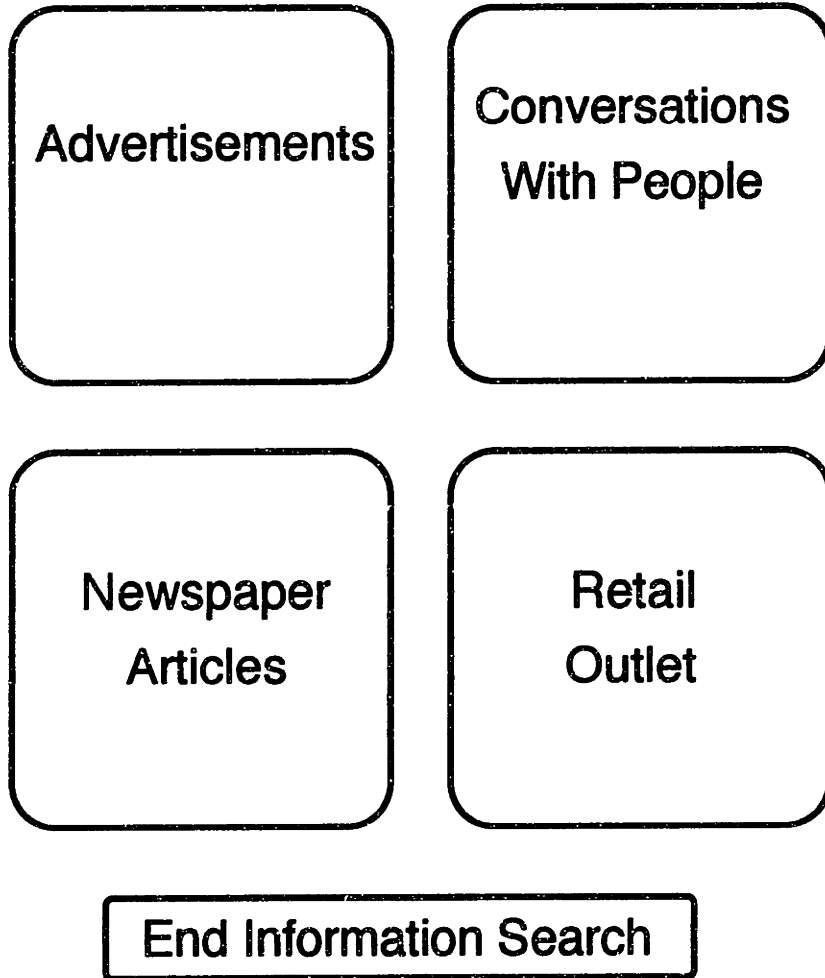 Advertisements
Conversations
With People
Newspaper
Articles
Retail
Outlet
End Information Search